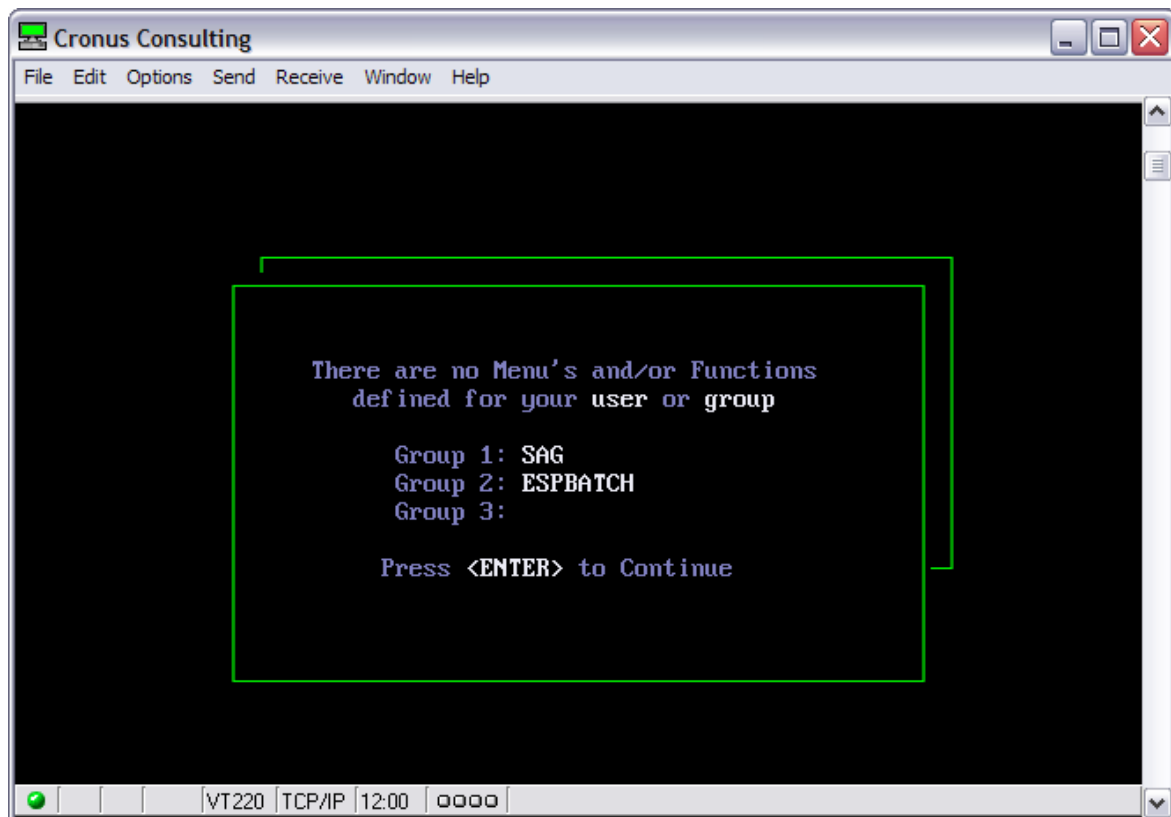 Cronus Consulting
File Edit Options Send Receive Window Help
There are no Menu's and/or Functions
defined for your user or group
Group 1: SAG
Group 2: ESPBATCH
Group 3:
Press <ENTER> to Continue
VT220 TCP/IP 12:00